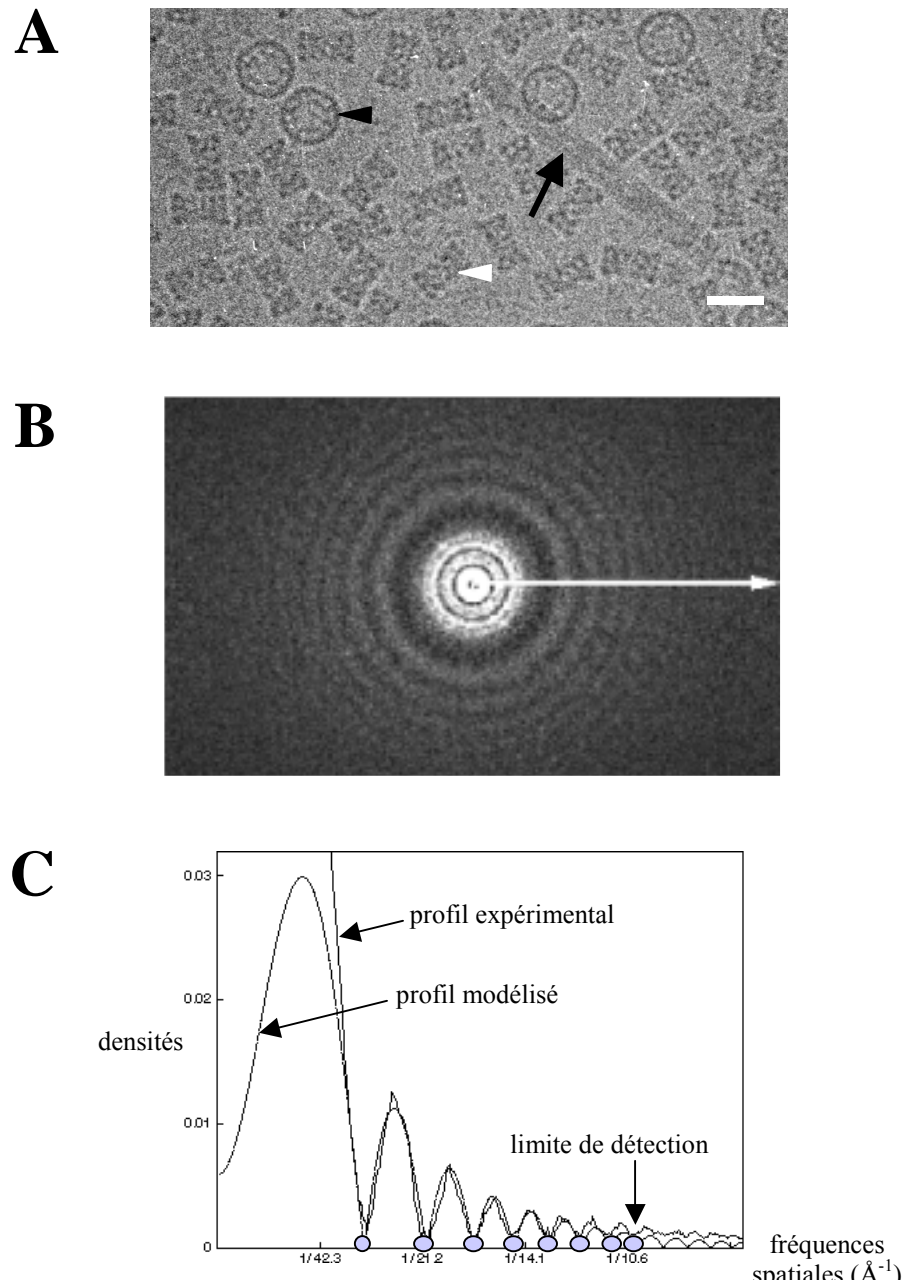 A
B
C
0.03
profil expérimental
profil modélisé
0.02
densités
0.01
limite de détection
0
1/42.3
1/21.2
1/14.1
1/10.6
fréquences
spatiales (Å-1)